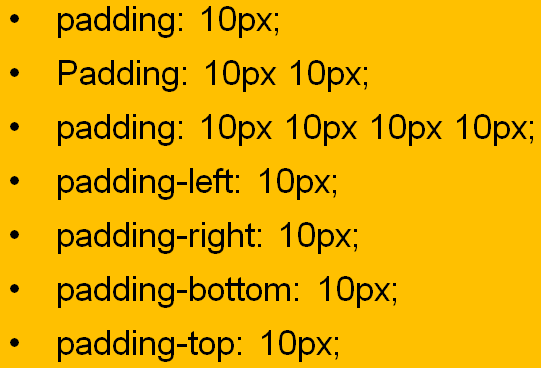 • padding: 10px;
• Padding: 10px 10px;
• padding: 10px 10px 10px 10px;
• padding-left: 10px;
• padding-right: 10px;
• padding-bottom: 10px;
• padding-top: 10px;